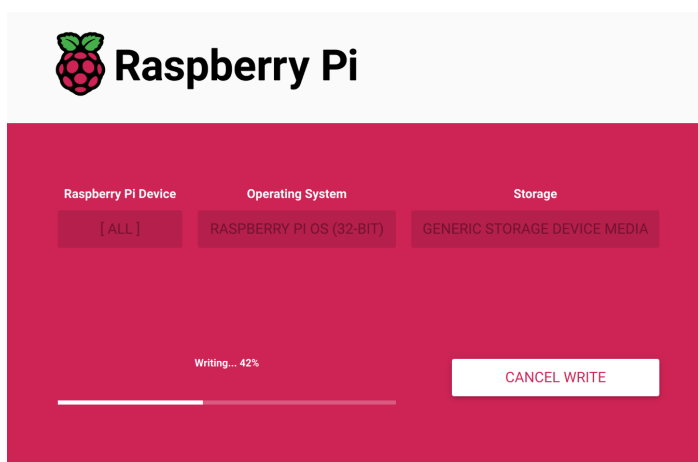 Raspberry Pi
Raspberry Pi Device
Operating System
Storage
[ ALL ]
RASPBERRY PI OS (32-BIT)
GENERIC STORAGE DEVICE MEDIA
Writing... 42%
CANCEL WRITE